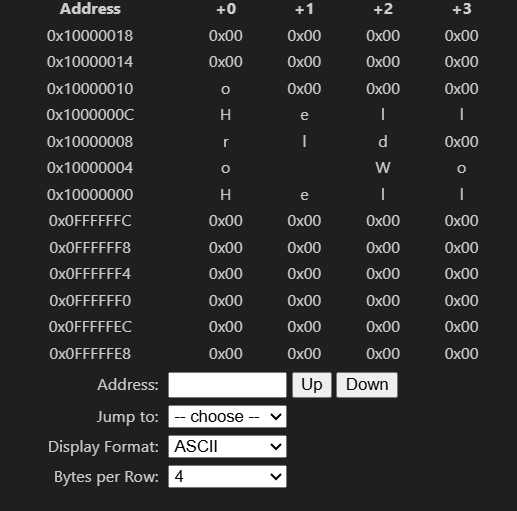 Address +0 +1 +2 +3
0x10000018 0x00 0x00 0x00 0x00
0x10000014 0x00 0x00 0x00 0x00
0x10000010 o 0x00 0x00 0x00
0x1000000C H e l l
0x10000008 r l d 0x00
0x10000004 o W o
0x10000000 H e l l
0x0FFFFFFC 0x00 0x00 0x00 0x00
0x0FFFFFF8 0x00 0x00 0x00 0x00
0x0FFFFFF4 0x00 0x00 0x00 0x00
0x0FFFFFF0 0x00 0x00 0x00 0x00
0x0FFFFFEC 0x00 0x00 0x00 0x00
0x0FFFFFE8 0x00 0x00 0x00 0x00
Address: Up Down
Jump to: -- choose --
Display Format: ASCII
Bytes per Row: 4